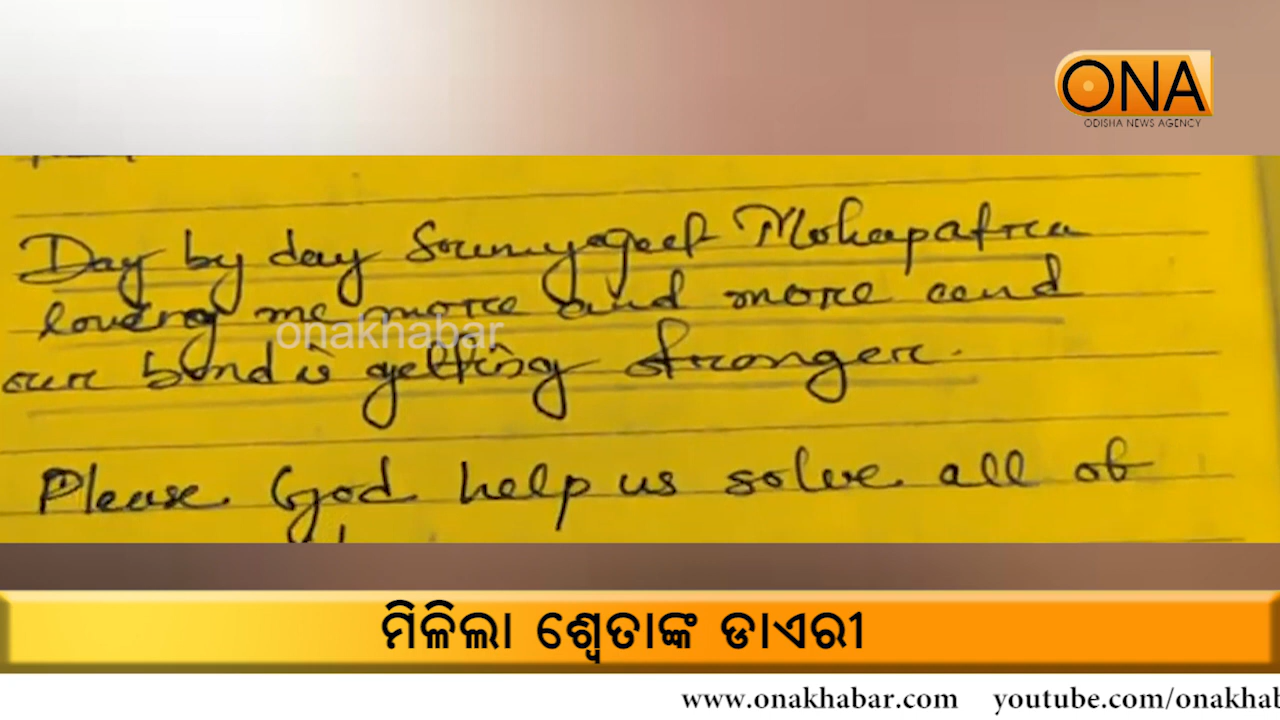 ONA
ODISHA NEWS AGENCY
Day by day Soumyajeet Mohapatra
loving me more and more and
our bond is getting stronger.
onakhabar
Please God help us solve all of
ମିଳିଲା ଶ୍ୱେତାଙ୍କ ଡାଏରୀ
www.onakhabar.com youtube.com/onakhab